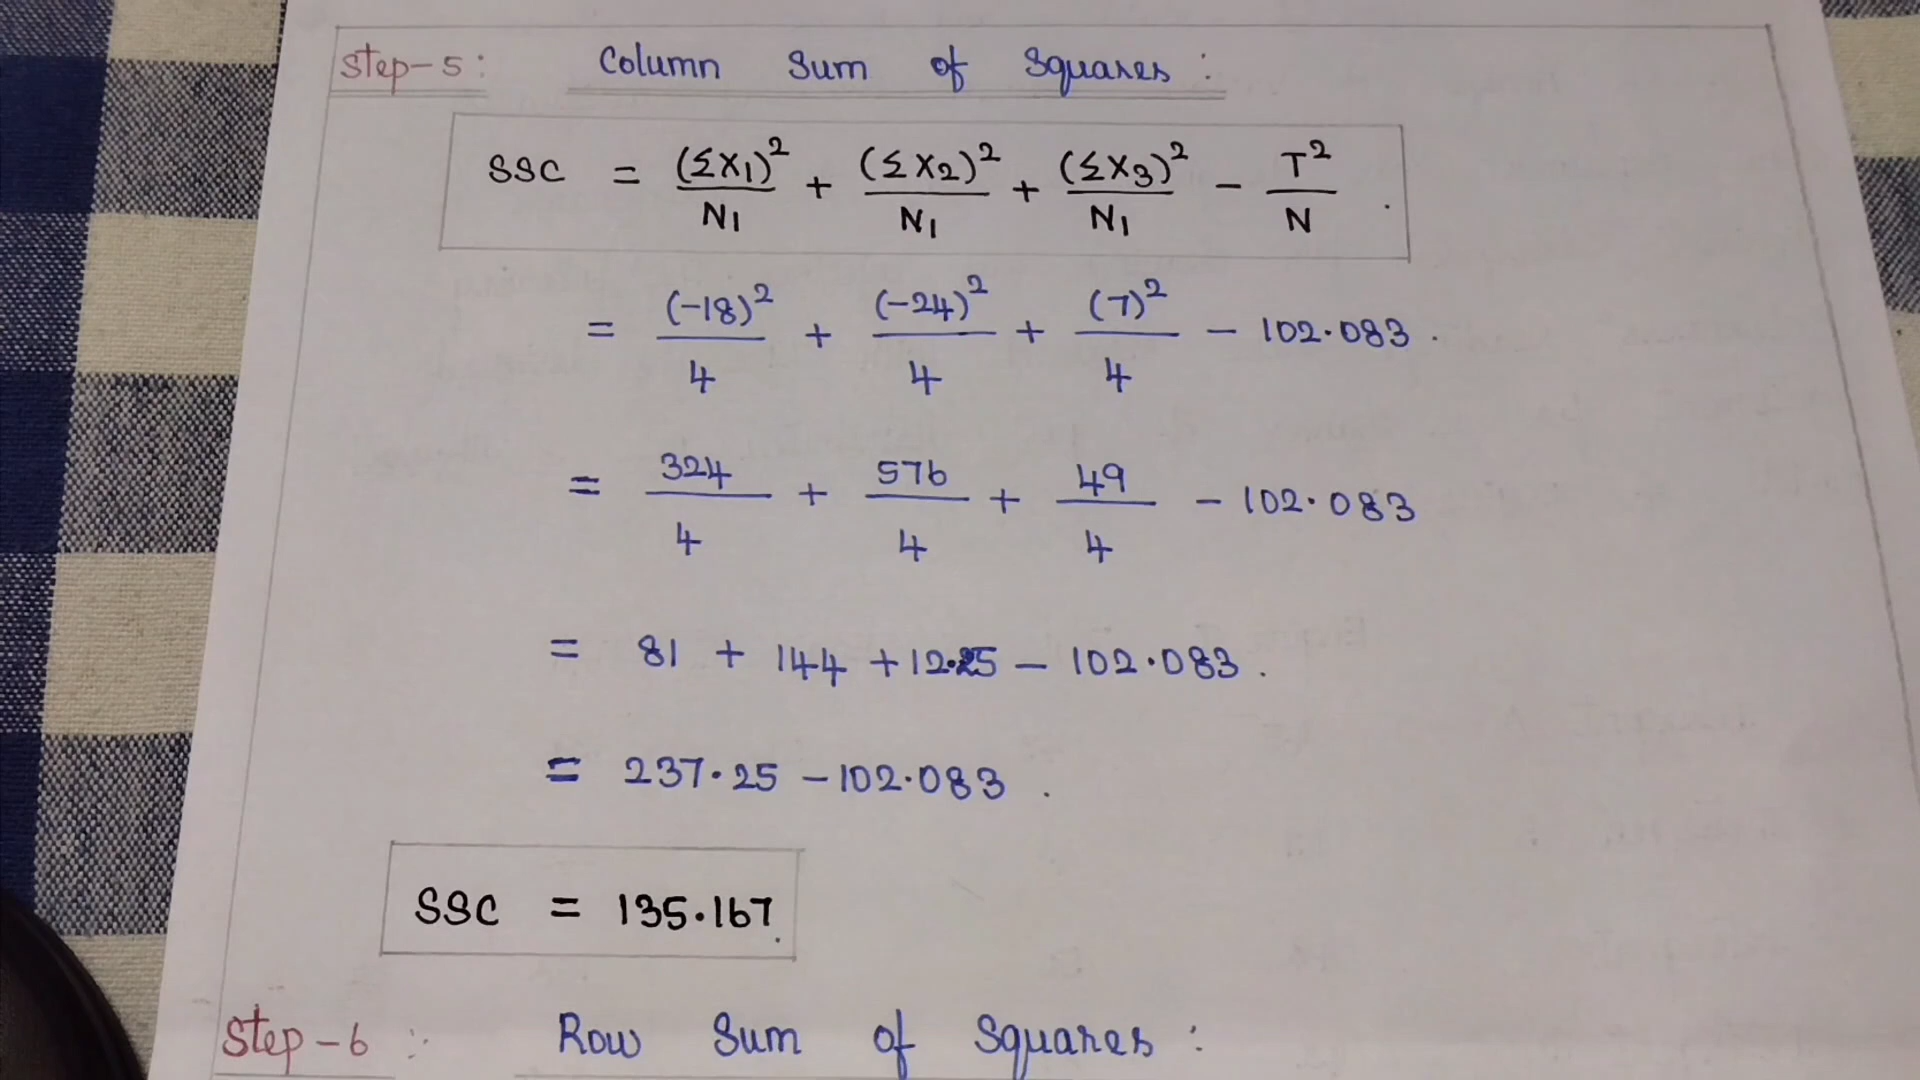 Step-5: Column Sum of Squares:
SSC = (ΣX₁)²/N₁ + (ΣX₂)²/N₁ + (ΣX₃)²/N₁ - T²/N .
= (-18)²/4 + (-24)²/4 + (7)²/4 - 102.083 .
= 324/4 + 576/4 + 49/4 - 102.083
= 81 + 144 + 12.25 - 102.083 .
= 237.25 - 102.083 .
SSC = 135.167.
Step-6: Row Sum of Squares: